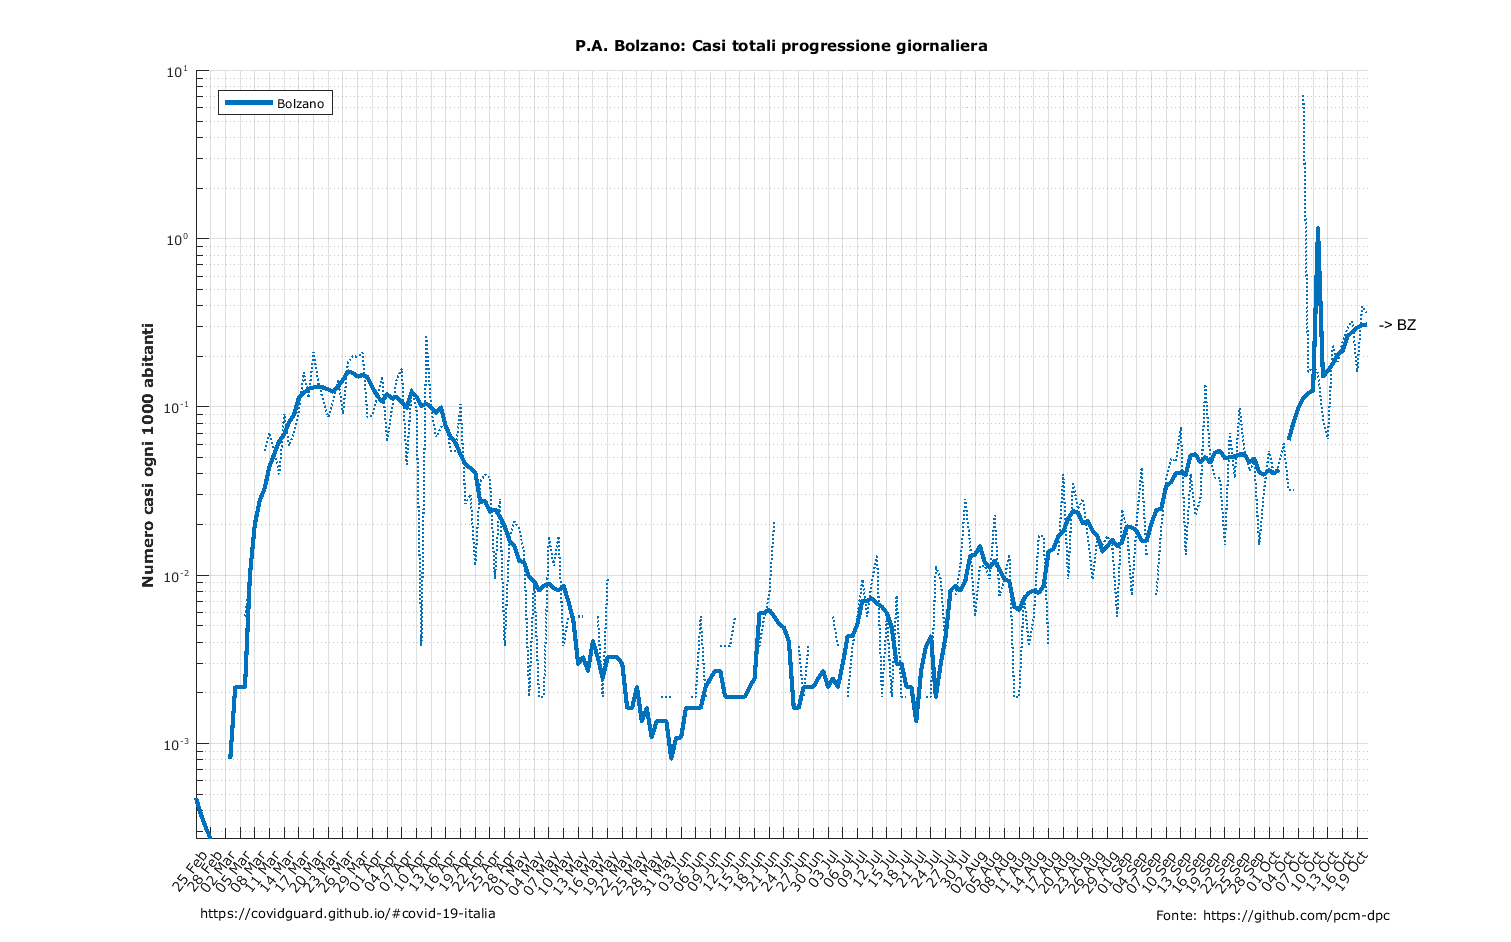 P.A. Bolzano: Casi totali progressione giornaliera
Bolzano
10^1
10^0
10^-1
10^-2
10^-3
Numero casi ogni 1000 abitanti
-> BZ
25 Feb
28 Feb
02 Mar
05 Mar
08 Mar
11 Mar
14 Mar
17 Mar
20 Mar
23 Mar
26 Mar
29 Mar
01 Apr
04 Apr
07 Apr
10 Apr
13 Apr
16 Apr
19 Apr
22 Apr
25 Apr
28 Apr
01 May
04 May
07 May
10 May
13 May
16 May
19 May
22 May
25 May
28 May
31 May
03 Jun
06 Jun
09 Jun
12 Jun
15 Jun
18 Jun
21 Jun
24 Jun
27 Jun
30 Jun
03 Jul
06 Jul
09 Jul
12 Jul
15 Jul
18 Jul
21 Jul
24 Jul
27 Jul
30 Jul
02 Aug
05 Aug
08 Aug
11 Aug
14 Aug
17 Aug
20 Aug
23 Aug
26 Aug
29 Aug
01 Sep
04 Sep
07 Sep
10 Sep
13 Sep
16 Sep
19 Sep
22 Sep
25 Sep
28 Sep
01 Oct
04 Oct
07 Oct
10 Oct
13 Oct
16 Oct
19 Oct
https://covidguard.github.io/#covid-19-italia
Fonte: https://github.com/pcm-dpc